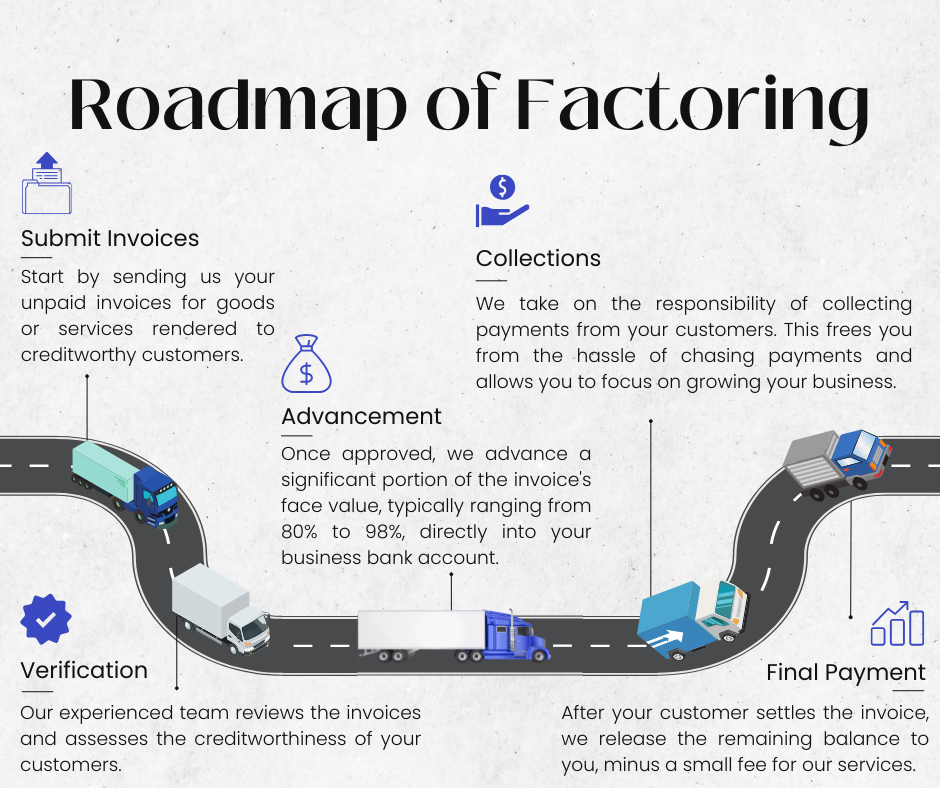 Roadmap of Factoring
Submit Invoices
Start by sending us your
unpaid invoices for goods
or services rendered to
creditworthy customers.
Verification
Our experienced team reviews the invoices
and assesses the creditworthiness of your
customers.
$
Advancement
Once approved, we advance a
significant portion of the invoice's
face value, typically ranging from
80% to 98%, directly into your
business bank account.
$
Collections
We take on the responsibility of collecting
payments from your customers. This frees you
from the hassle of chasing payments and
allows you to focus on growing your business.
Final Payment
After your customer settles the invoice,
we release the remaining balance to
you, minus a small fee for our services.